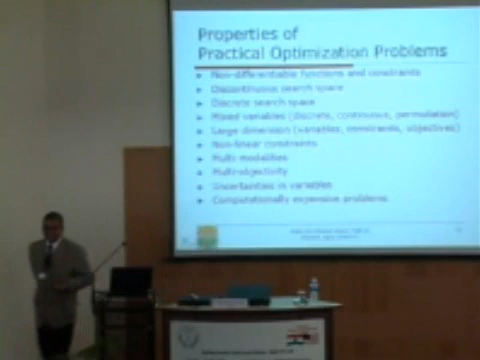 Properties of
Practical Optimization Problems
Non-differentiable functions and constraints
Discontinuous search space
Discrete search space
Mixed variables (discrete, continuous, permutation)
Large dimension (variables, constraints, objectives)
Non-linear constraints
Multi-modalities
Multi-objectivity
Uncertainties in variables
Computationally expensive problems